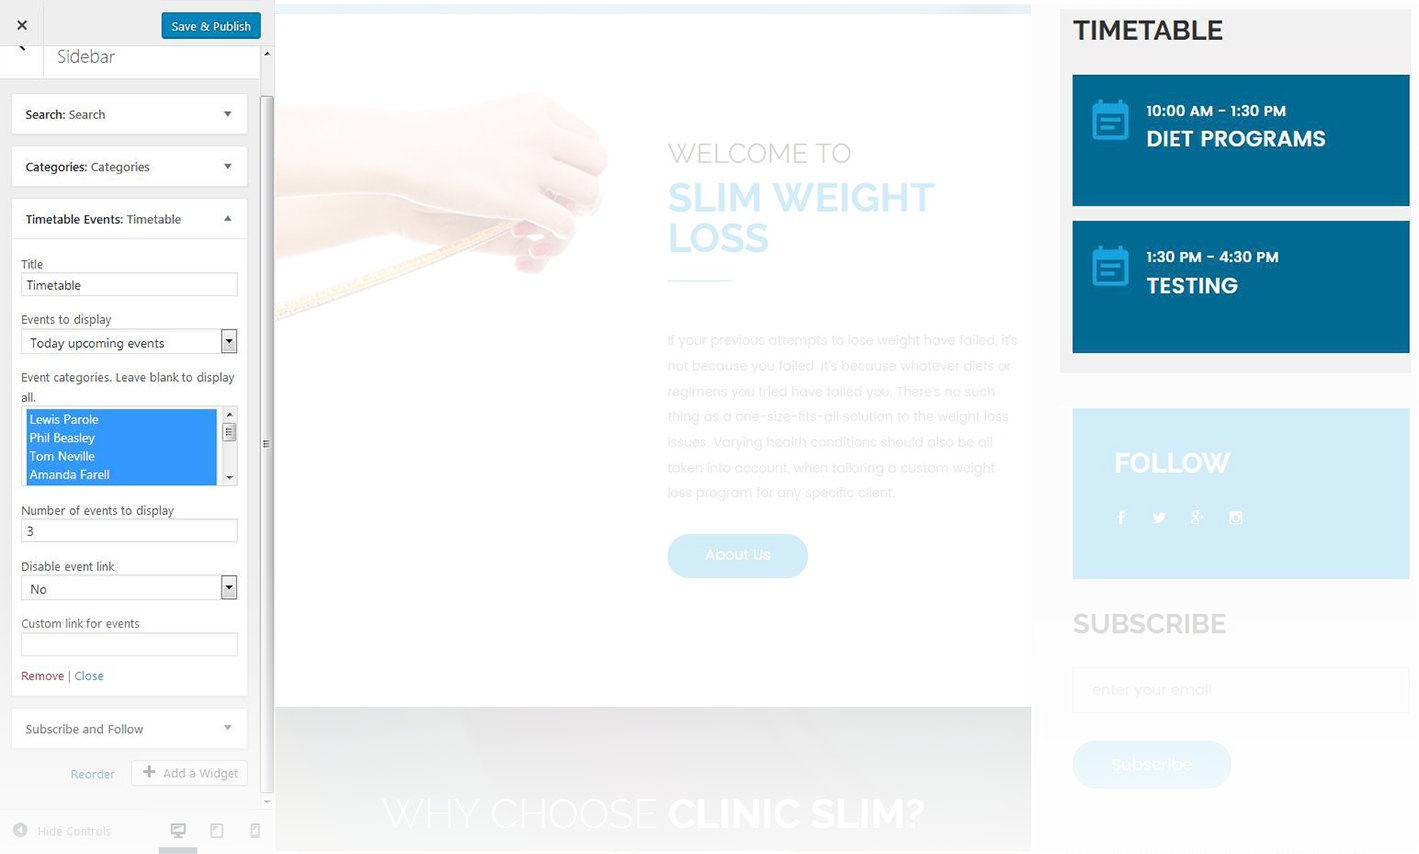 Save & Publish
Sidebar
Search: Search
Categories: Categories
Timetable Events: Timetable
Title
Timetable
Events to display
Today upcoming events
Event categories. Leave blank to display
all.
Lewis Parole
Phil Beasley
Tom Neville
Amanda Farell
Number of events to display
3
Disable event link
No
Custom link for events
Remove | Close
Subscribe and Follow
Reorder
Add a Widget
Hide Controls
WELCOME TO
SLIM WEIGHT
LOSS
If your previous attempts to lose weight have failed, it's
not because you failed. It's because whatever diets or
regimens you tried have failed you. There's no such
thing as a one-size-fits-all solution to the weight loss
issues. Varying health conditions should also be all
taken into account, when tailoring a custom weight
loss program for any specific client.
About Us
WHY CHOOSE CLINIC SLIM?
TIMETABLE
10:00 AM - 1:30 PM
DIET PROGRAMS
1:30 PM - 4:30 PM
TESTING
FOLLOW
SUBSCRIBE
enter your email
Subscribe